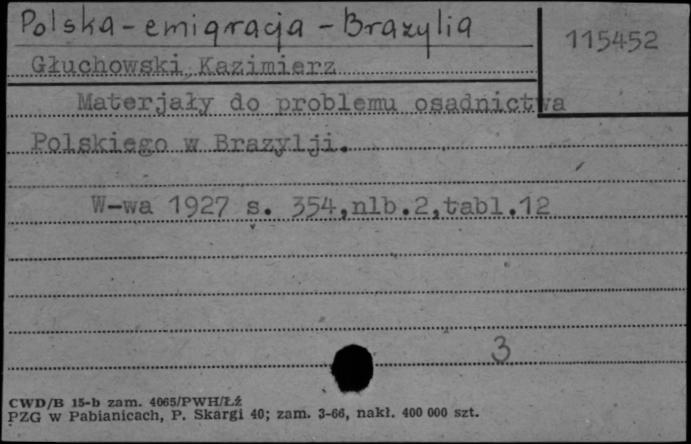 Polska - emigracja - Brazylia
115452
Głuchowski Kazimierz
Materjały do problemu osadnictwa
Polskiego w Brazylji.
W-wa 1927 s. 354,nlb.2,tabl.12
3
CWD/B 15-b zam. 4065/PWH/Łź
PZG w Pabianicach, P. Skargi 40; zam. 3-66, nakł. 400 000 szt.